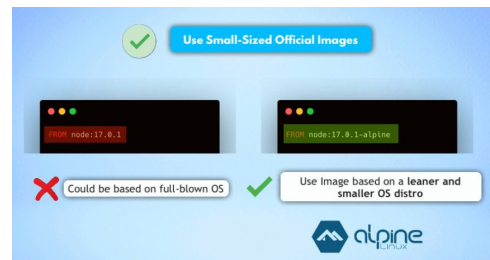 Use Small-Sized Official Images
FROM node:17.0.1
FROM node:17.0.1-alpine
Could be based on full-blown OS
Use Image based on a leaner and
smaller OS distro
alpine
Linux